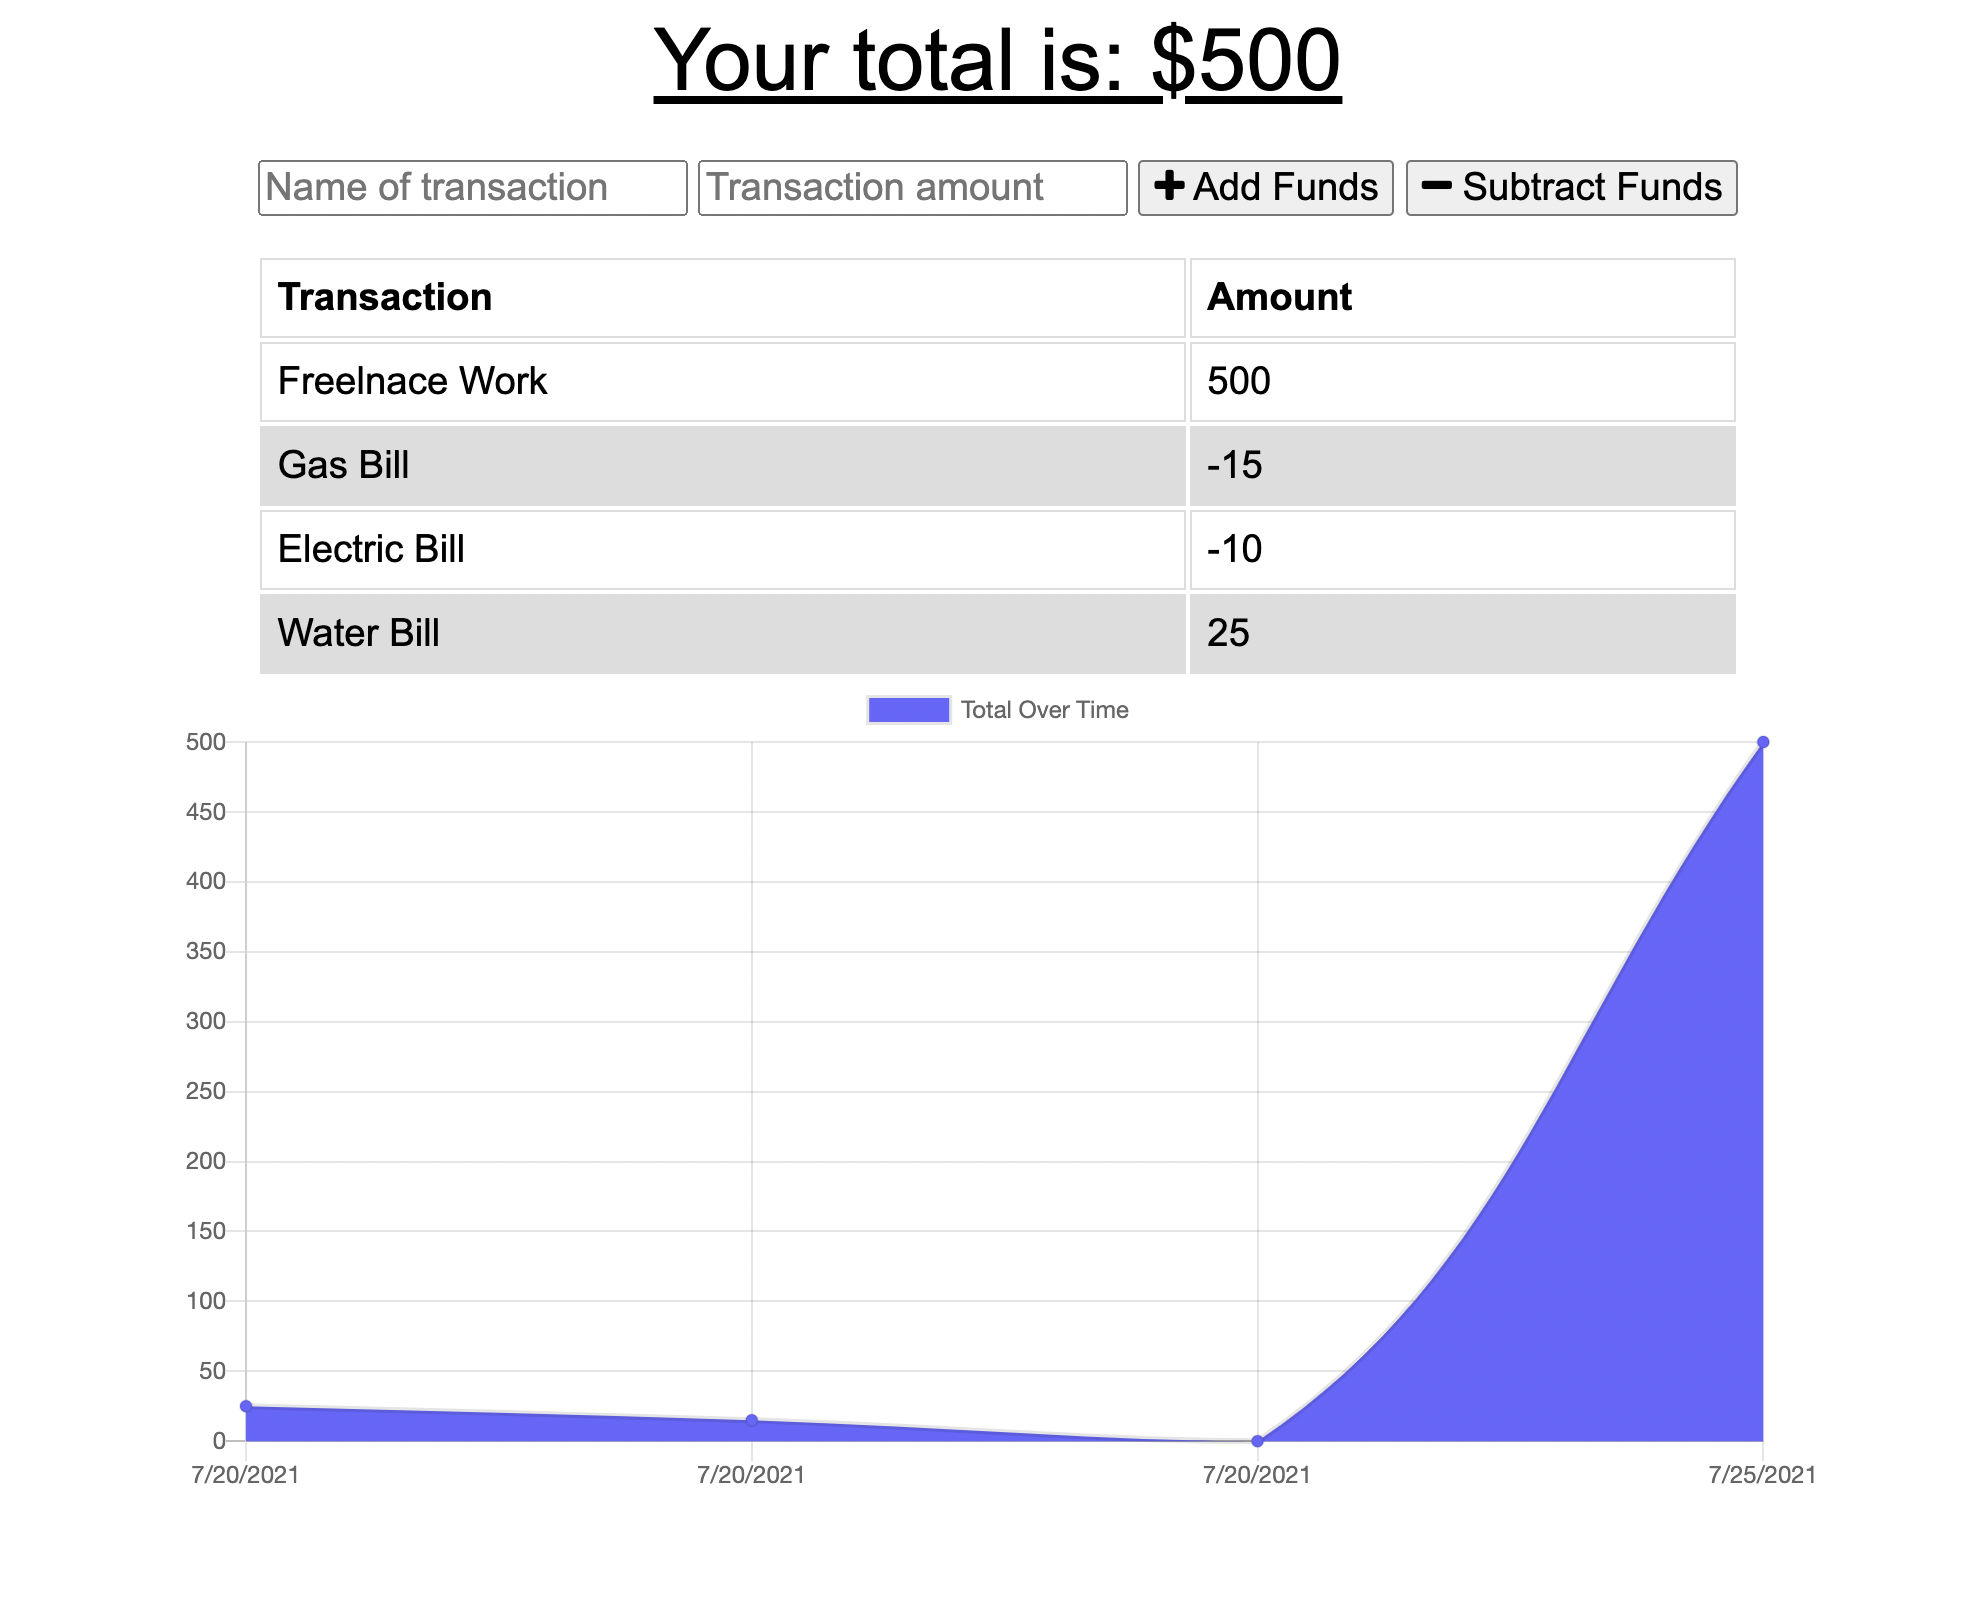 Your total is: $500
Name of transaction Transaction amount Add Funds Subtract Funds
Transaction Amount
Freelnace Work 500
Gas Bill -15
Electric Bill -10
Water Bill 25
Total Over Time
500
450
400
350
300
250
200
150
100
50
0
7/20/2021 7/20/2021 7/20/2021 7/25/2021